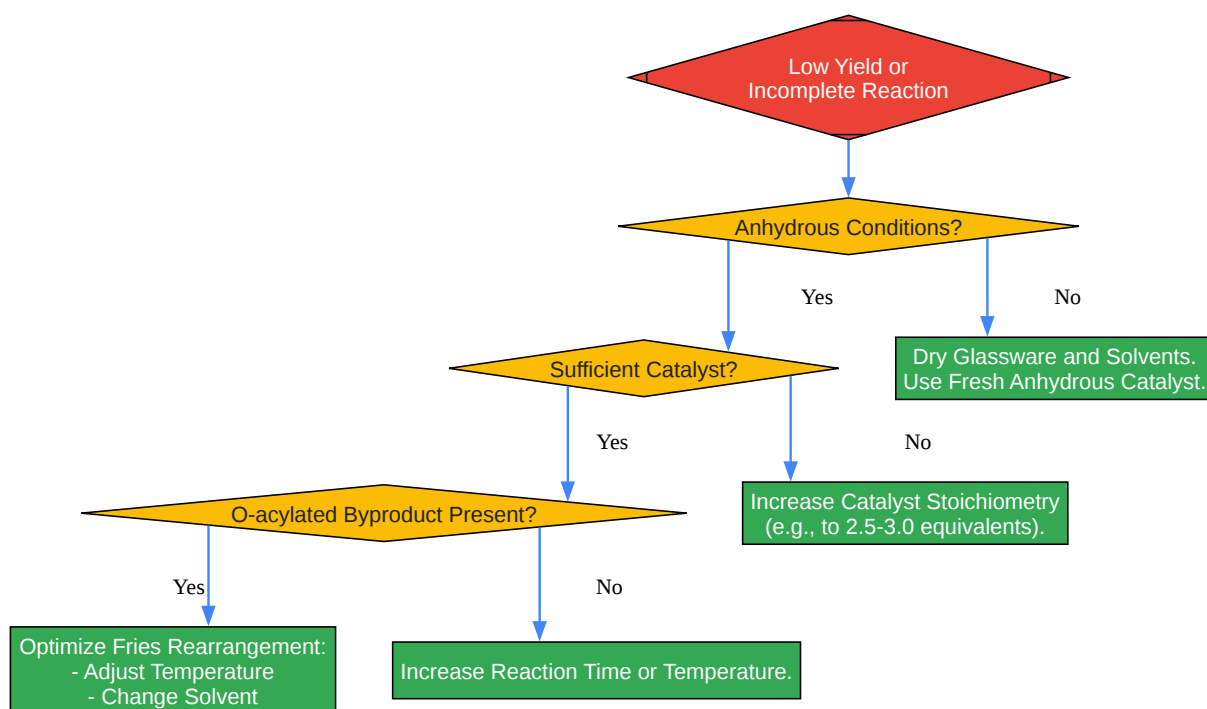 Low Yield or
Incomplete Reaction
Anhydrous Conditions?
Yes
No
Dry Glassware and Solvents.
Use Fresh Anhydrous Catalyst.
Sufficient Catalyst?
Yes
No
Increase Catalyst Stoichiometry
(e.g., to 2.5-3.0 equivalents).
O-acylated Byproduct Present?
Yes
No
Optimize Fries Rearrangement:
- Adjust Temperature
- Change Solvent
Increase Reaction Time or Temperature.